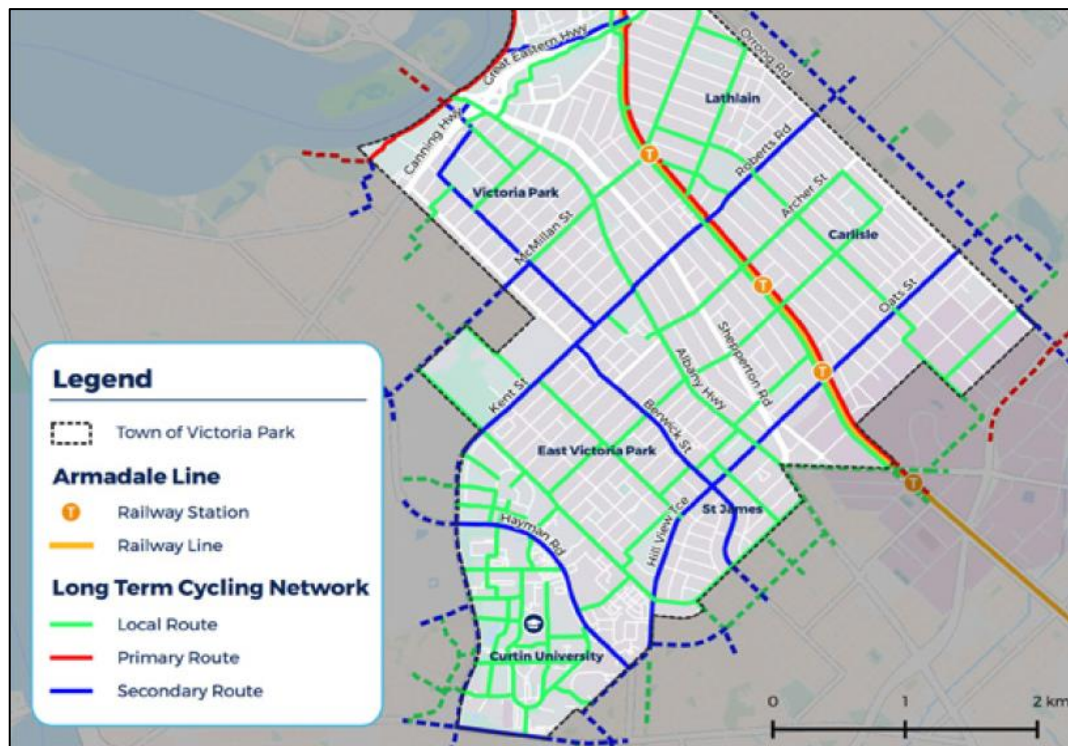 Great Eastern Hwy
Orrong Rd
Lathlain
Canning Hwy
Roberts Rd
Victoria Park
Archer St
McMillan St
Carlisle
Oats St
Shepperton Rd
Albany Hwy
Kent St
Berwick St
East Victoria Park
St James
Hayman Rd
Hill View Tce
Curtin University
T
T
T
T
Legend
Town of Victoria Park
Armadale Line
T Railway Station
Railway Line
Long Term Cycling Network
Local Route
Primary Route
Secondary Route
0 1 2 km